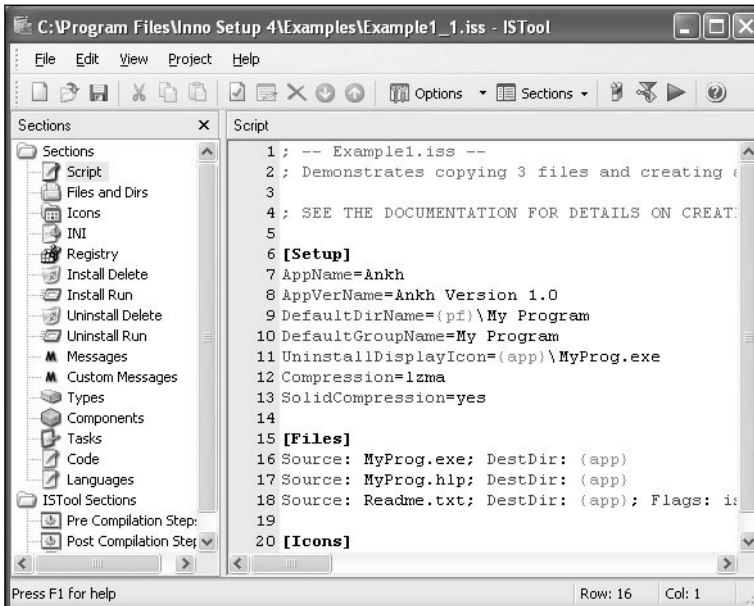 C:\Program Files\Inno Setup 4\Examples\Example1_1.iss - ISTool
File Edit View Project Help
Options Sections
Sections
Sections
Script
Files and Dirs
Icons
INI
Registry
Install Delete
Install Run
Uninstall Delete
Uninstall Run
Messages
Custom Messages
Types
Components
Tasks
Code
Languages
ISTool Sections
Pre Compilation Steps
Post Compilation Step
Script
1 ; -- Example1.iss --
2 ; Demonstrates copying 3 files and creating a
3
4 ; SEE THE DOCUMENTATION FOR DETAILS ON CREAT
5
6 [Setup]
7 AppName=Ankh
8 AppVerName=Ankh Version 1.0
9 DefaultDirName={pf}\My Program
10 DefaultGroupName=My Program
11 UninstallDisplayIcon={app}\MyProg.exe
12 Compression=lzma
13 SolidCompression=yes
14
15 [Files]
16 Source: MyProg.exe; DestDir: {app}
17 Source: MyProg.hlp; DestDir: {app}
18 Source: Readme.txt; DestDir: {app}; Flags: is
19
20 [Icons]
Press F1 for help
Row: 16 Col: 1